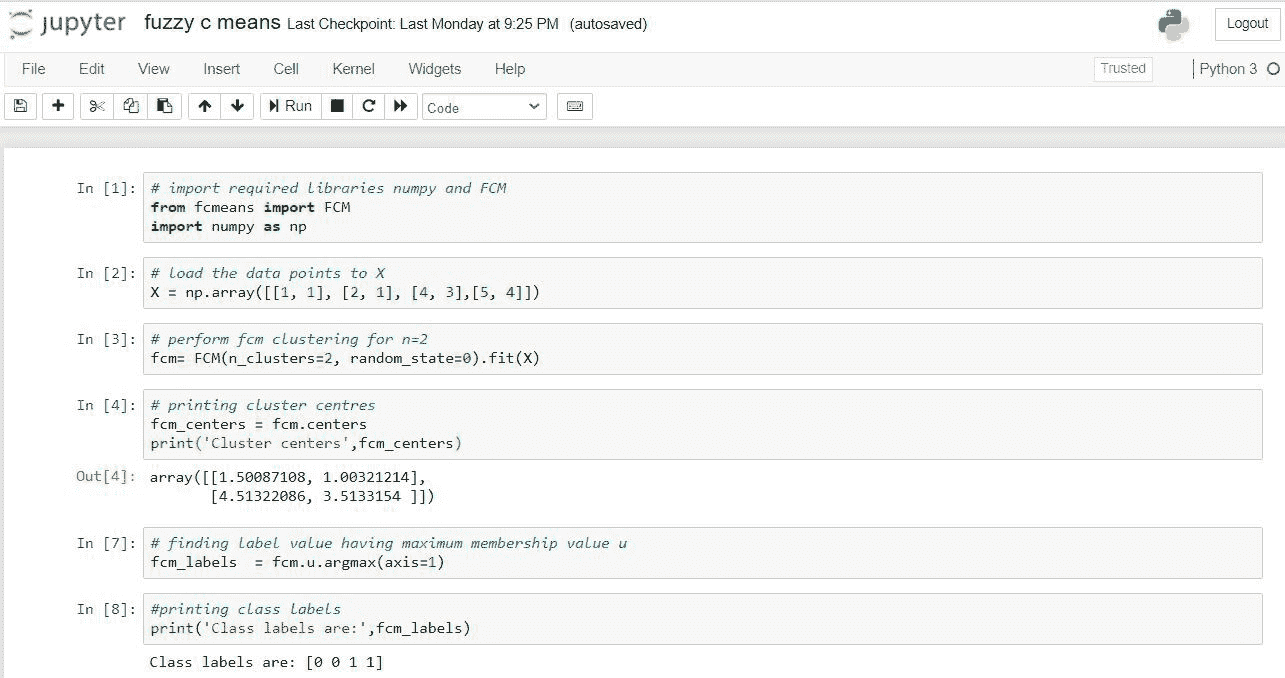 jupyter fuzzy c means Last Checkpoint: Last Monday at 9:25 PM (autosaved) Logout
File Edit View Insert Cell Kernel Widgets Help Trusted Python 3
Run Code
In [1]: # import required libraries numpy and FCM
from fcmeans import FCM
import numpy as np
In [2]: # load the data points to X
X = np.array([[1, 1], [2, 1], [4, 3],[5, 4]])
In [3]: # perform fcm clustering for n=2
fcm= FCM(n_clusters=2, random_state=0).fit(X)
In [4]: # printing cluster centres
fcm_centers = fcm.centers
print('Cluster centers',fcm_centers)
Out[4]: array([[1.50087108, 1.00321214],
[4.51322086, 3.5133154 ]])
In [7]: # finding label value having maximum membership value u
fcm_labels  = fcm.u.argmax(axis=1)
In [8]: #printing class labels
print('Class labels are:',fcm_labels)
Class labels are: [0 0 1 1]